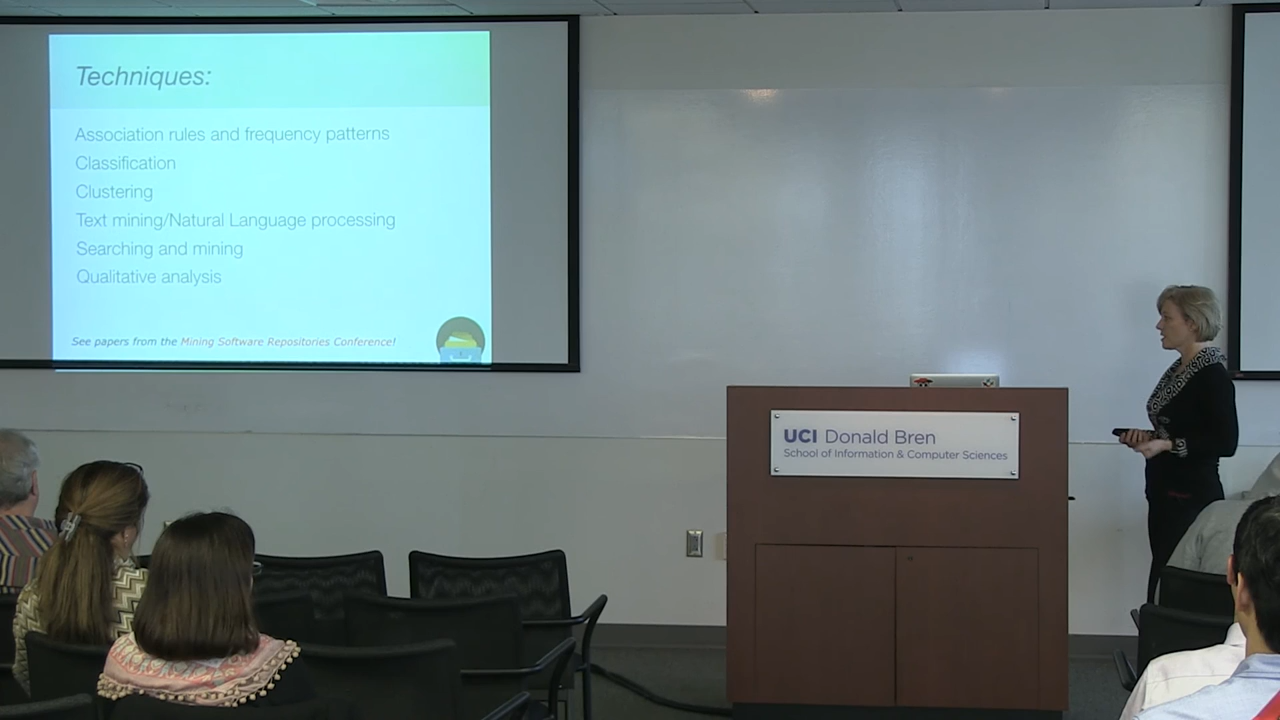 Techniques:
Association rules and frequency patterns
Classification
Clustering
Text mining/Natural Language processing
Searching and mining
Qualitative analysis
See papers from the Mining Software Repositories Conference!
UCI Donald Bren
School of Information & Computer Sciences